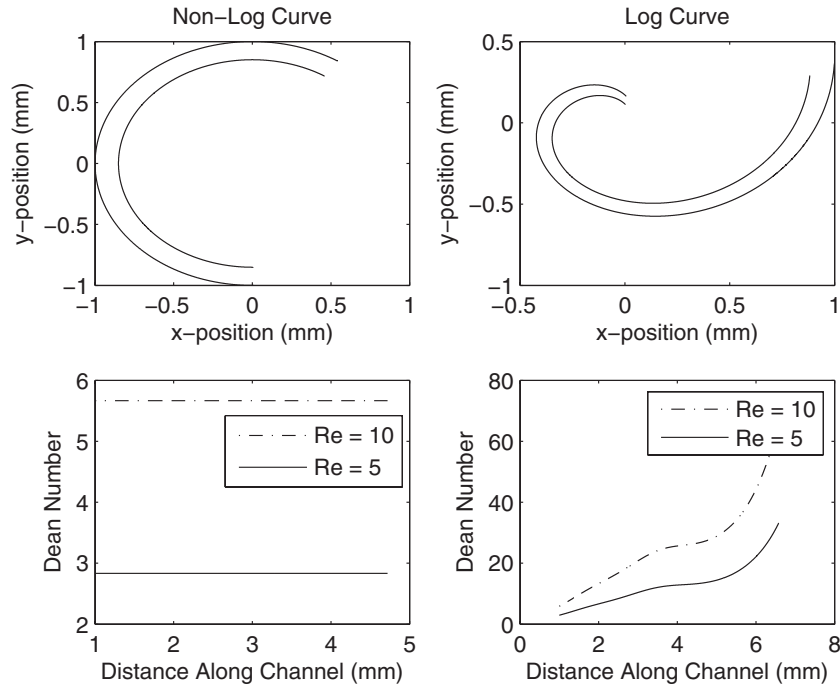 Non−Log Curve
1
0.5
0
−0.5
−1
−1
−0.5
0
0.5
1
y−position (mm)
x−position (mm)
Log Curve
0.5
0
−0.5
−1
−0.5
0
0.5
1
y−position (mm)
x−position (mm)
6
5
4
3
2
1
2
3
4
5
Dean Number
Distance Along Channel (mm)
Re = 10
Re = 5
80
60
40
20
0
0
2
4
6
8
Dean Number
Distance Along Channel (mm)
Re = 10
Re = 5